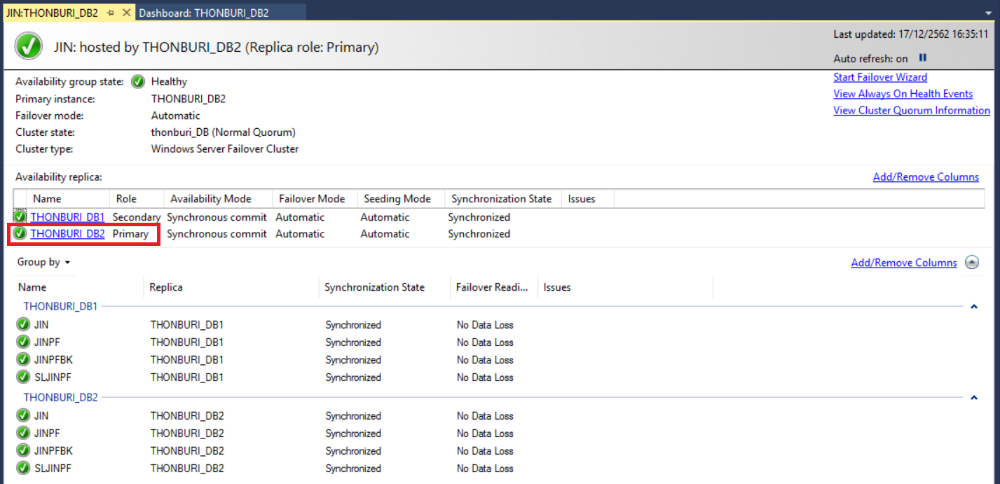 JIN:THONBURI_DB2 Dashboard: THONBURI_DB2
JIN: hosted by THONBURI_DB2 (Replica role: Primary)
Last updated: 17/12/2562 16:35:11
Auto refresh: on
Start Failover Wizard
View Always On Health Events
View Cluster Quorum Information
Availability group state: Healthy
Primary instance: THONBURI_DB2
Failover mode: Automatic
Cluster state: thonburi_DB (Normal Quorum)
Cluster type: Windows Server Failover Cluster
Availability replica: Add/Remove Columns
Name Role Availability Mode Failover Mode Seeding Mode Synchronization State Issues
THONBURI_DB1 Secondary Synchronous commit Automatic Automatic Synchronized
THONBURI_DB2 Primary Synchronous commit Automatic Automatic Synchronized
Group by Add/Remove Columns
Name Replica Synchronization State Failover Readi... Issues
THONBURI_DB1
JIN THONBURI_DB1 Synchronized No Data Loss
JINPF THONBURI_DB1 Synchronized No Data Loss
JINPFBK THONBURI_DB1 Synchronized No Data Loss
SLJINPF THONBURI_DB1 Synchronized No Data Loss
THONBURI_DB2
JIN THONBURI_DB2 Synchronized No Data Loss
JINPF THONBURI_DB2 Synchronized No Data Loss
JINPFBK THONBURI_DB2 Synchronized No Data Loss
SLJINPF THONBURI_DB2 Synchronized No Data Loss